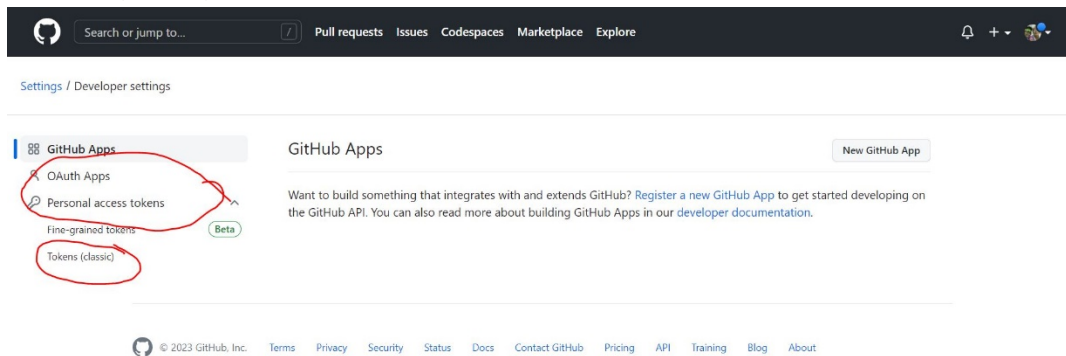 Search or jump to... / Pull requests Issues Codespaces Marketplace Explore
Settings / Developer settings
GitHub Apps
OAuth Apps
Personal access tokens
Fine-grained tokens Beta
Tokens (classic)
GitHub Apps New GitHub App
Want to build something that integrates with and extends GitHub? Register a new GitHub App to get started developing on
the GitHub API. You can also read more about building GitHub Apps in our developer documentation.
© 2023 GitHub, Inc. Terms Privacy Security Status Docs Contact GitHub Pricing API Training Blog About